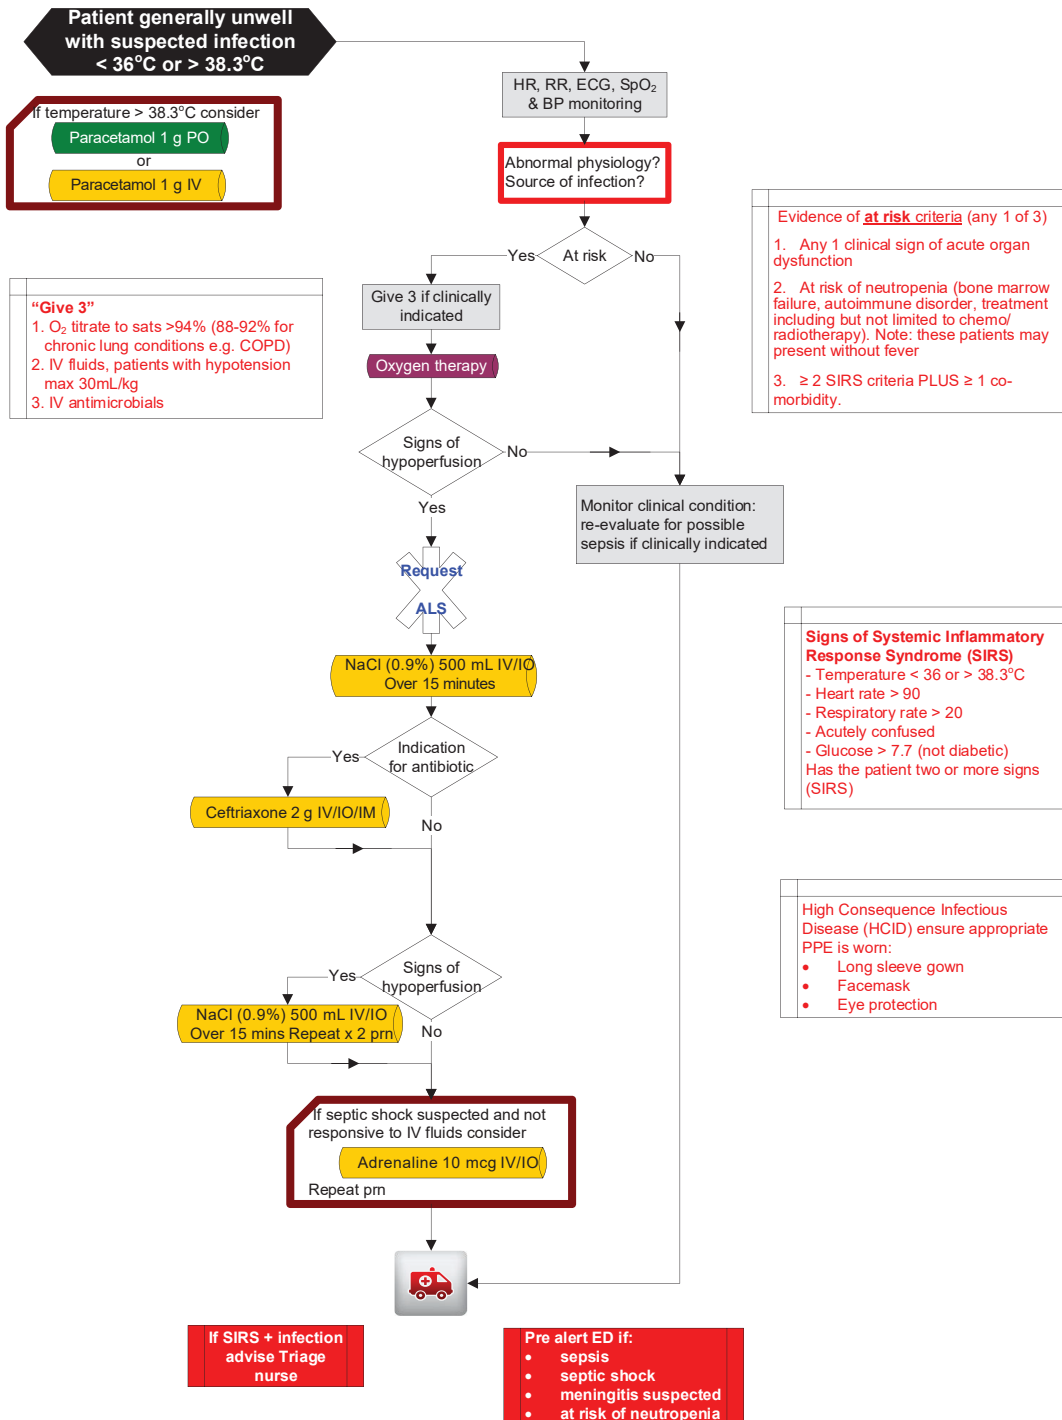 Patient generally unwell
with suspected infection
< 36°C or > 38.3°C
If temperature > 38.3°C consider
Paracetamol 1 g PO
or
Paracetamol 1 g IV
HR, RR, ECG, SpO₂
& BP monitoring
Abnormal physiology?
Source of infection?
Yes
At risk
No
Evidence of at risk criteria (any 1 of 3)
1. Any 1 clinical sign of acute organ
dysfunction
2. At risk of neutropenia (bone marrow
failure, autoimmune disorder, treatment
including but not limited to chemo/
radiotherapy). Note: these patients may
present without fever
3. ≥ 2 SIRS criteria PLUS ≥ 1 co-
morbidity.
“Give 3”
1. O₂ titrate to sats >94% (88-92% for
chronic lung conditions e.g. COPD)
2. IV fluids, patients with hypotension
max 30mL/kg
3. IV antimicrobials
Give 3 if clinically
indicated
Oxygen therapy
Signs of
hypoperfusion
No
Yes
Monitor clinical condition:
re-evaluate for possible
sepsis if clinically indicated
Request
ALS
NaCl (0.9%) 500 mL IV/IO
Over 15 minutes
Signs of Systemic Inflammatory
Response Syndrome (SIRS)
- Temperature < 36 or > 38.3°C
- Heart rate > 90
- Respiratory rate > 20
- Acutely confused
- Glucose > 7.7 (not diabetic)
Has the patient two or more signs
(SIRS)
Yes
Indication
for antibiotic
Ceftriaxone 2 g IV/IO/IM
No
High Consequence Infectious
Disease (HCID) ensure appropriate
PPE is worn:
• Long sleeve gown
• Facemask
• Eye protection
Yes
Signs of
hypoperfusion
NaCl (0.9%) 500 mL IV/IO
Over 15 mins Repeat x 2 prn
No
If septic shock suspected and not
responsive to IV fluids consider
Adrenaline 10 mcg IV/IO
Repeat prn
If SIRS + infection
advise Triage
nurse
Pre alert ED if:
• sepsis
• septic shock
• meningitis suspected
• at risk of neutropenia